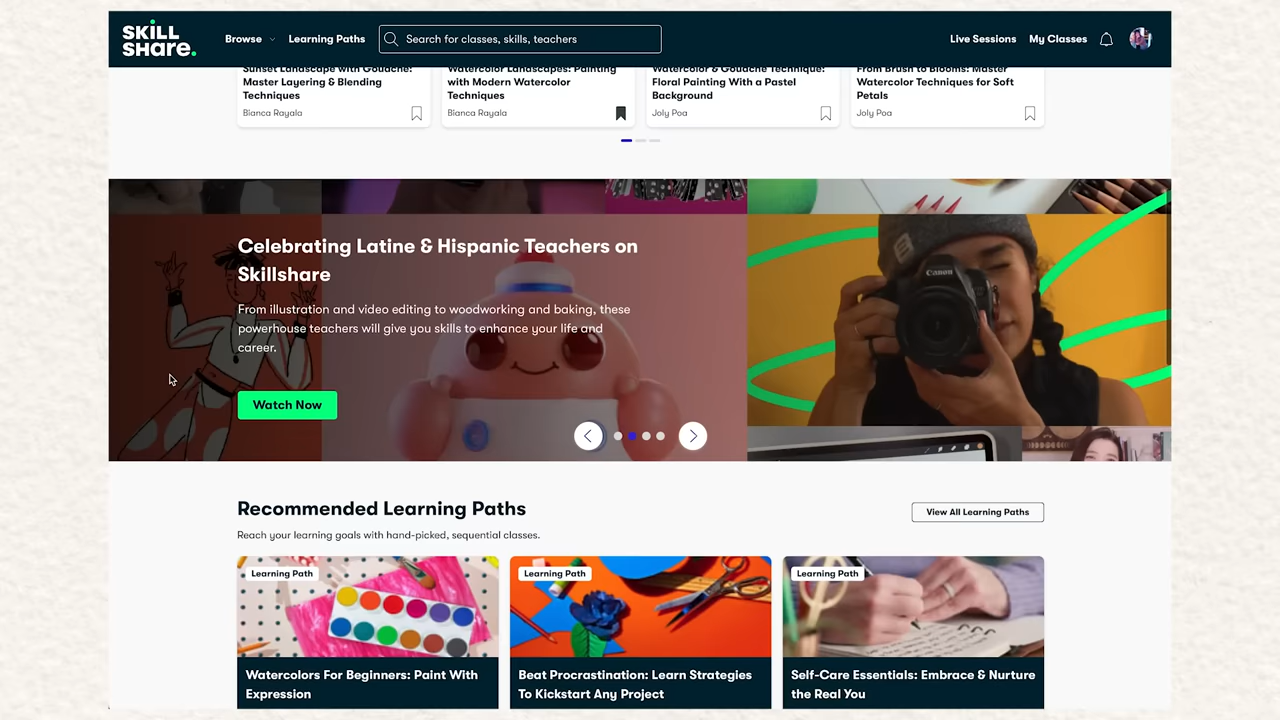 SKILL
SHare.
Browse
Learning Paths
Search for classes, skills, teachers
Live Sessions
My Classes
Sunset Landscape with Gouache:
Master Layering & Blending
Techniques
Bianca Rayala
Watercolor Landscapes: Painting
with Modern Watercolor
Techniques
Bianca Rayala
Watercolor & Gouache Technique:
Floral Painting With a Pastel
Background
Joly Poa
From Brush to Blooms: Master
Watercolor Techniques for Soft
Petals
Joly Poa
Celebrating Latine & Hispanic Teachers on
Skillshare
From illustration and video editing to woodworking and baking, these
powerhouse teachers will give you skills to enhance your life and
career.
Watch Now
Canon
Recommended Learning Paths
View All Learning Paths
Reach your learning goals with hand-picked, sequential classes.
Learning Path
Watercolors For Beginners: Paint With
Expression
Learning Path
Beat Procrastination: Learn Strategies
To Kickstart Any Project
Learning Path
Self-Care Essentials: Embrace & Nurture
the Real You